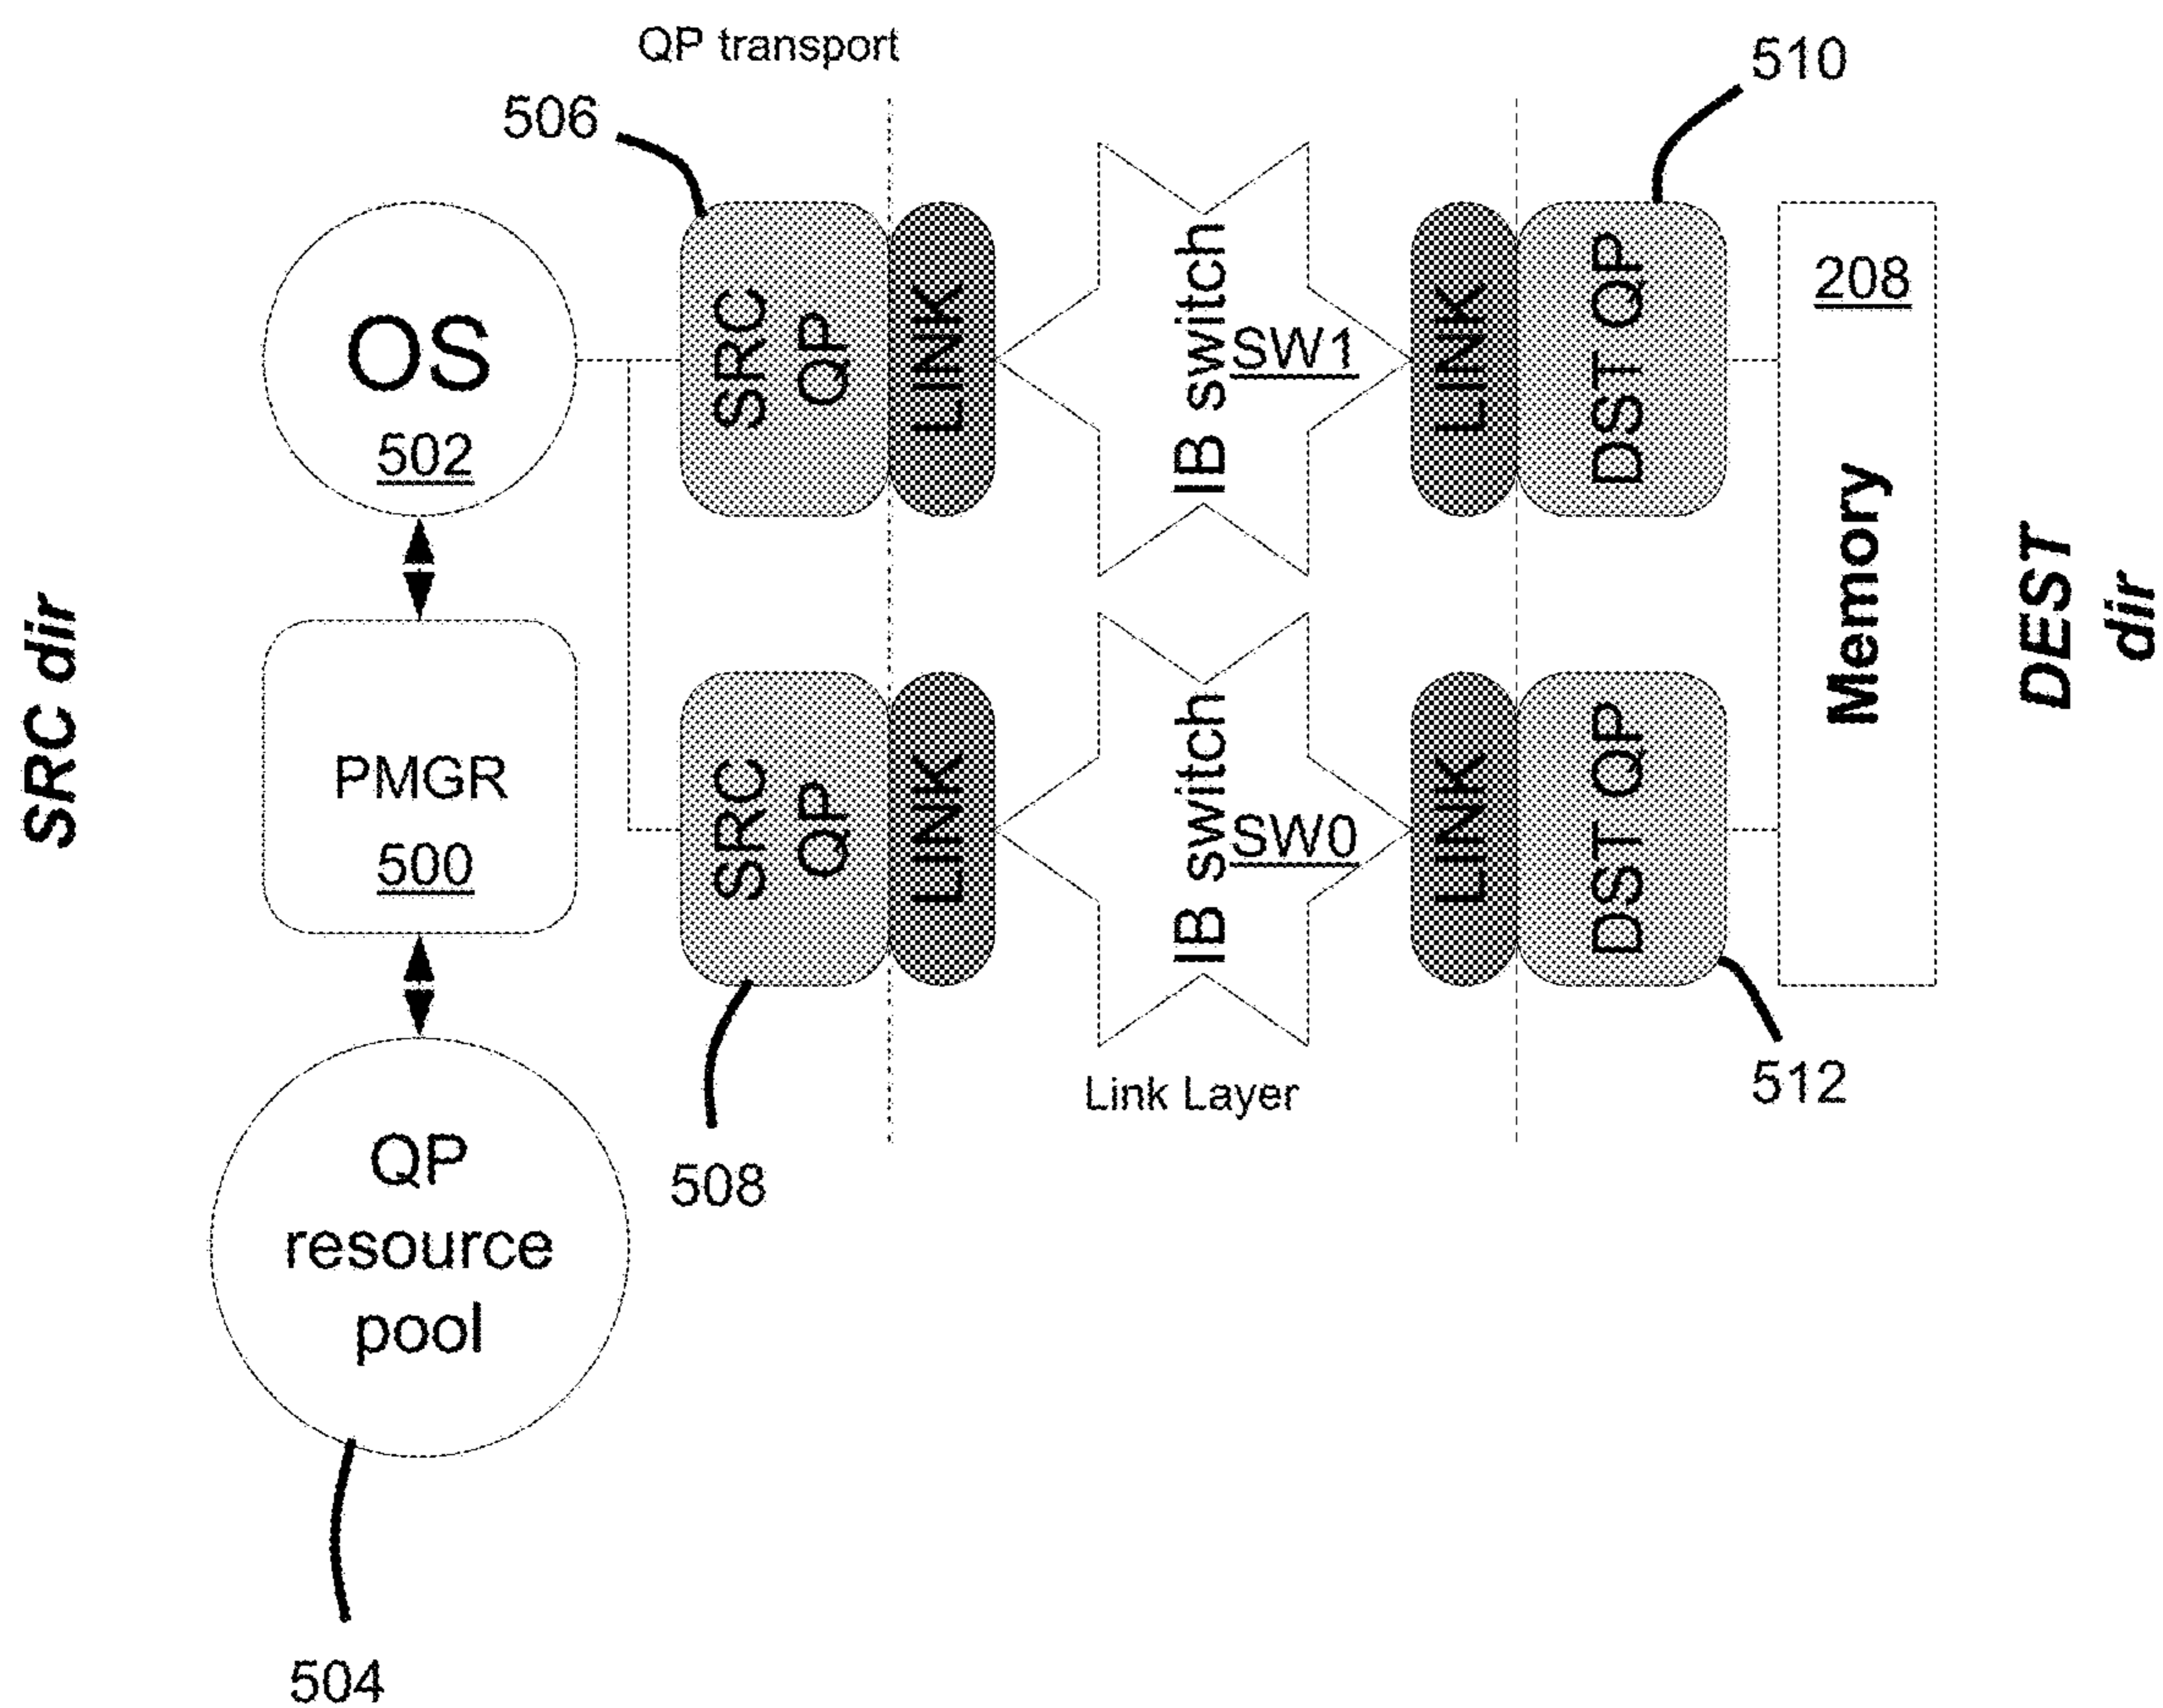 QP transport
506
510
OS
502
SRC
QP
LINK
IB switch
SW1
LINK
DST QP
208
Memory
SRC dir
DEST
dir
PMGR
500
SRC
QP
LINK
IB switch
SW0
LINK
DST QP
508
Link Layer
512
QP
resource
pool
504